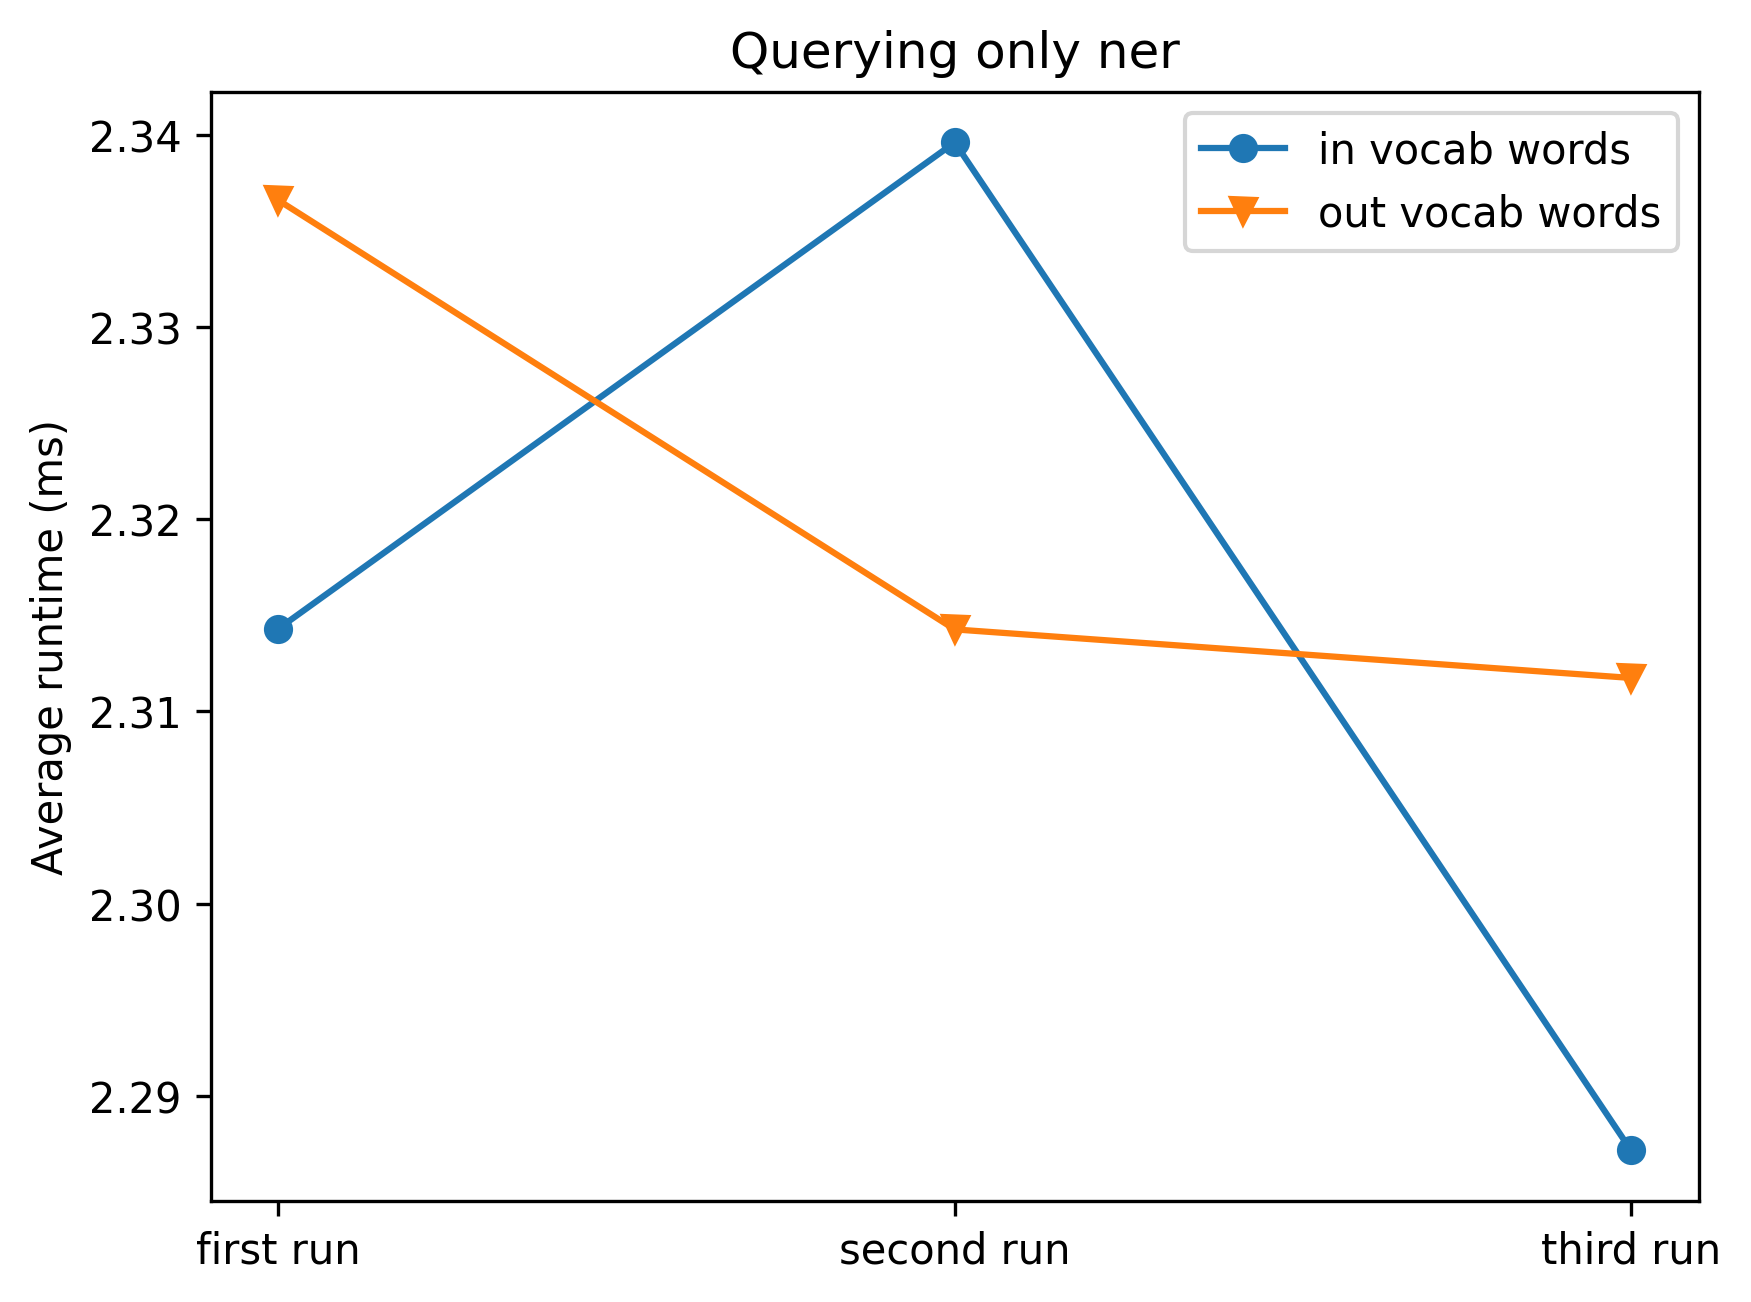 Querying only ner
in vocab words
out vocab words
Average runtime (ms)
2.34
2.33
2.32
2.31
2.30
2.29
first run
second run
third run